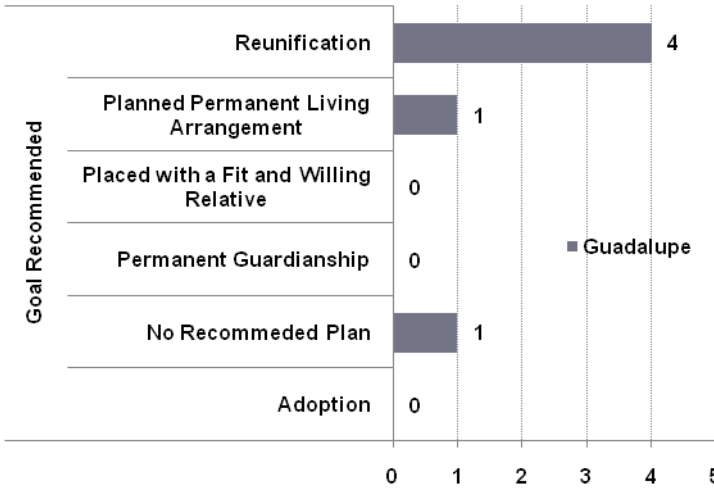 Goal Recommended
Reunification
4
Planned Permanent Living
Arrangement
1
Placed with a Fit and Willing
Relative
0
Permanent Guardianship
0
Guadalupe
No Recommeded Plan
1
Adoption
0
0 1 2 3 4 5